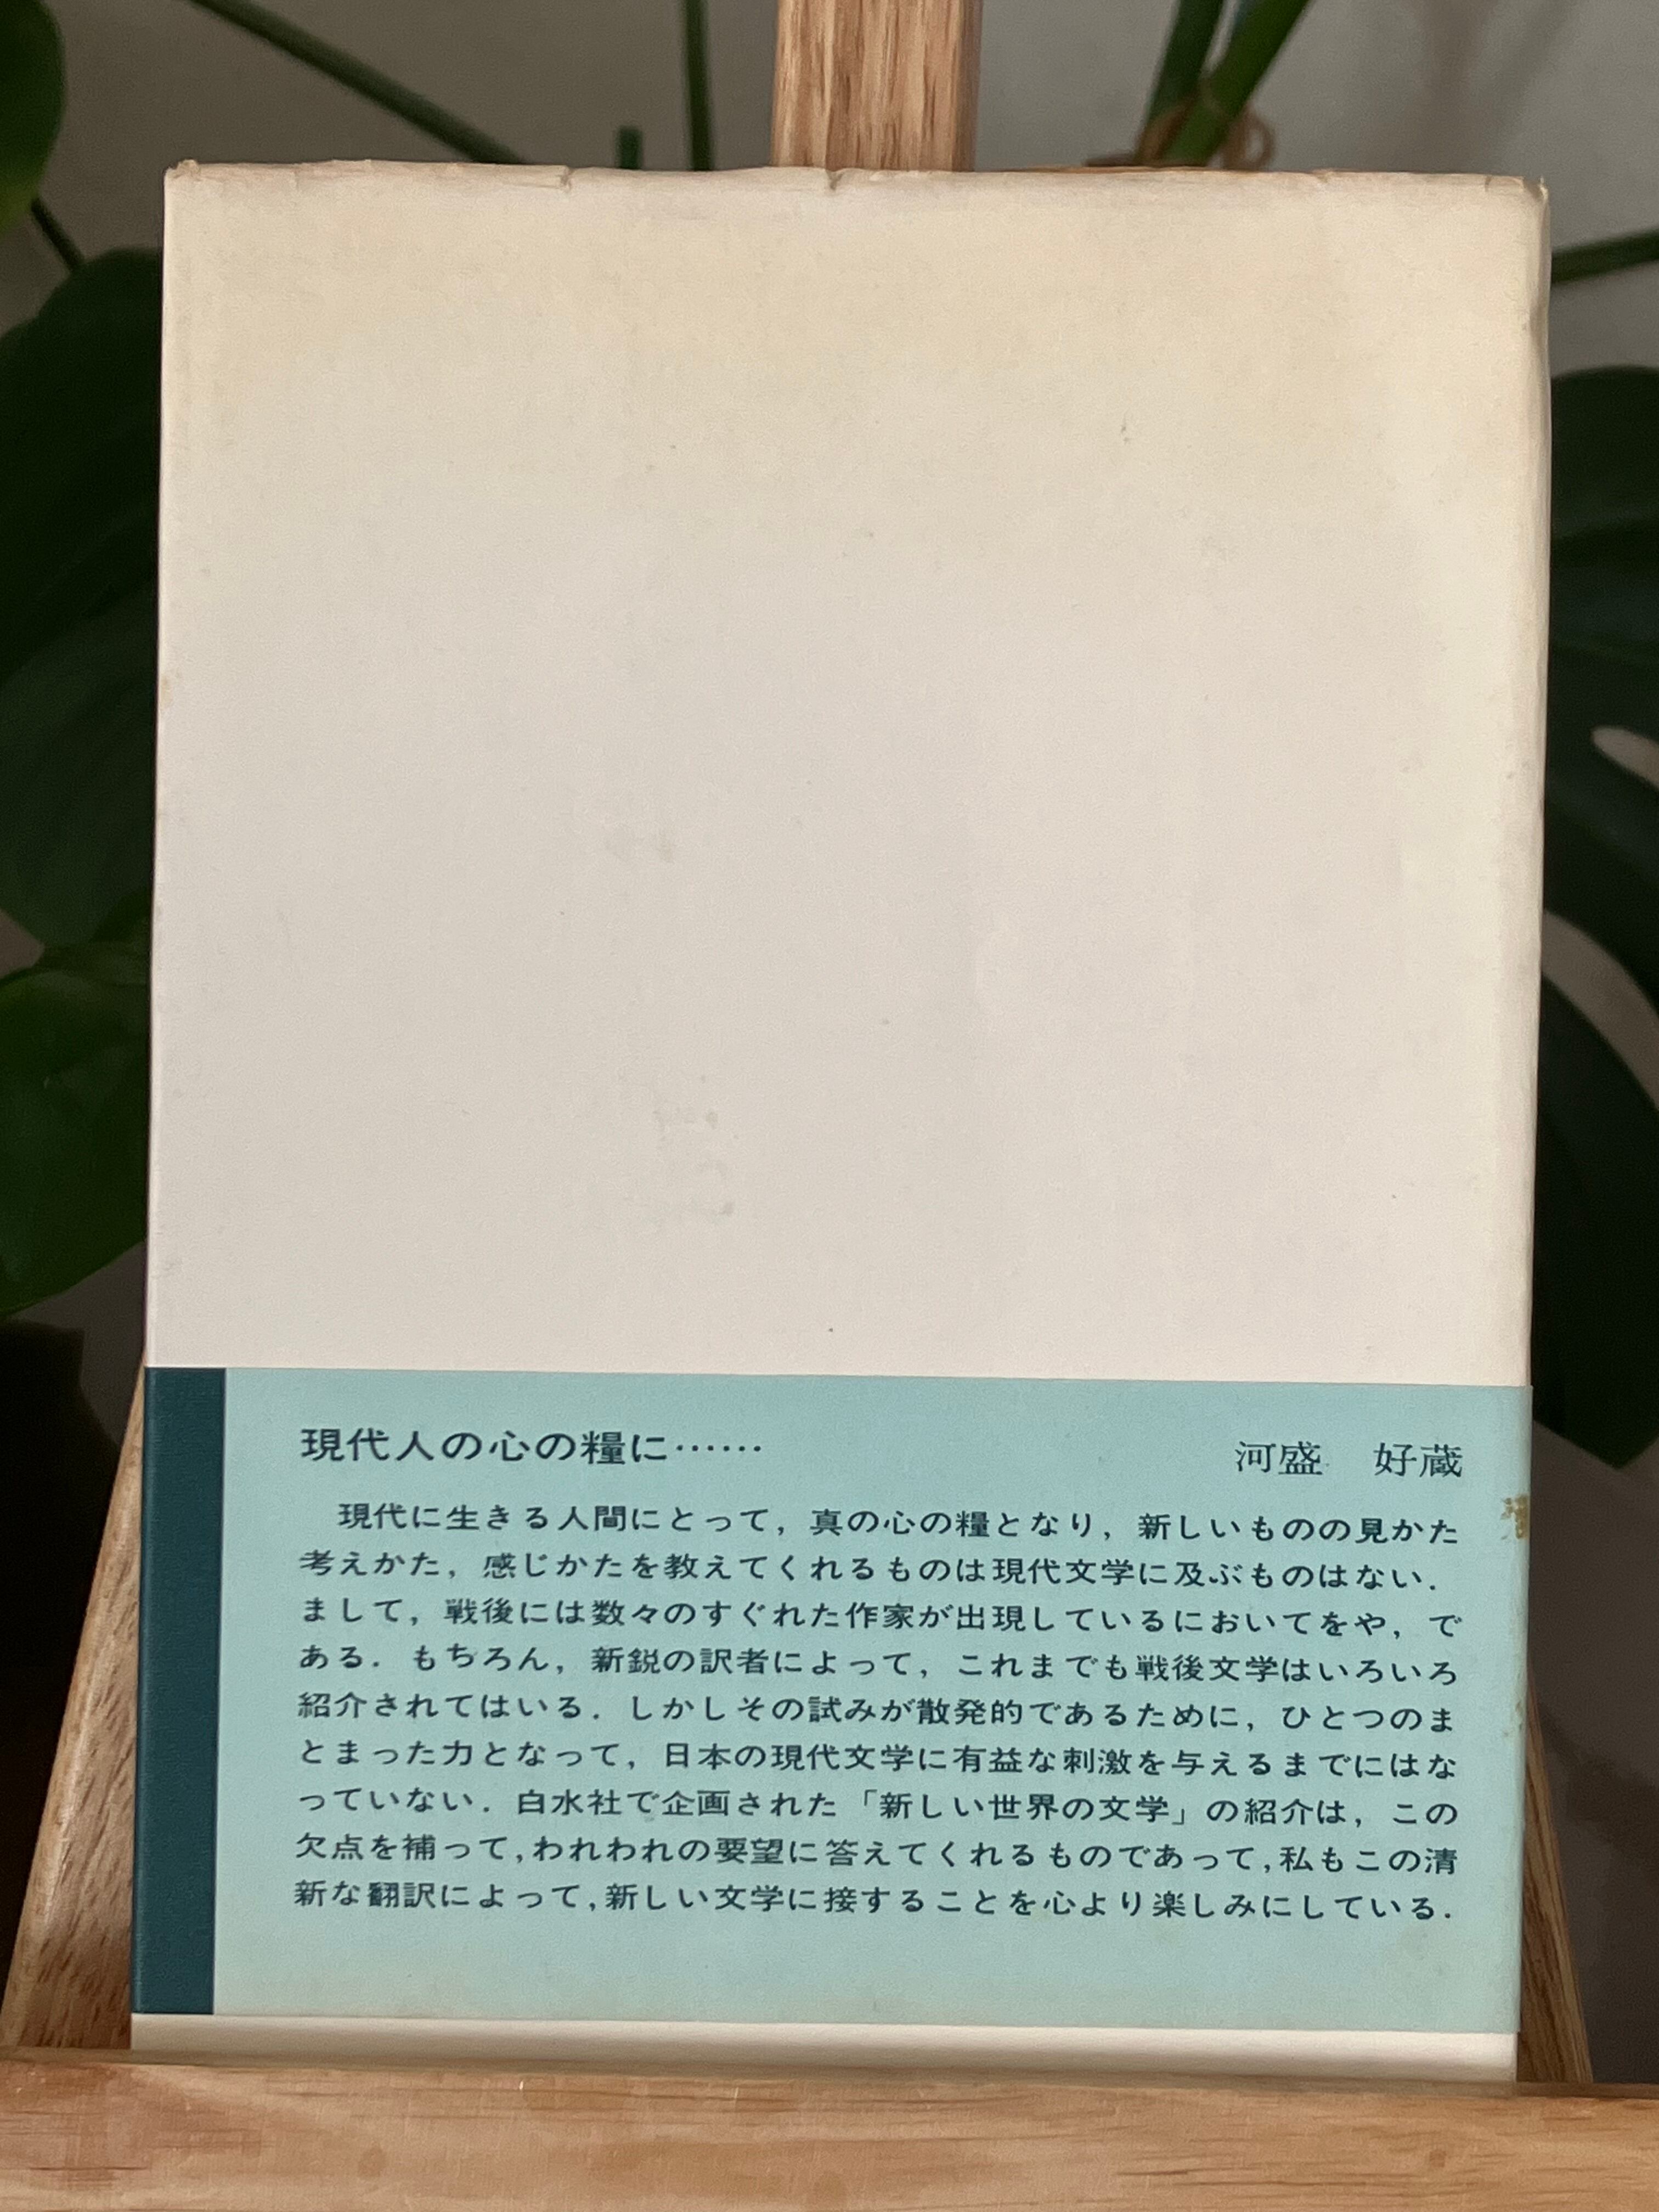 現代人の心の糧に……　河盛　好蔵
現代に生きる人間にとって，真の心の糧となり，新しいものの見かた
考えかた，感じかたを教えてくれるものは現代文学に及ぶものはない．
まして，戦後には数々のすぐれた作家が出現しているにおいてをや，で
ある．もちろん，新鋭の訳者によって，これまでも戦後文学はいろいろ
紹介されてはいる．しかしその試みが散発的であるために，ひとつのま
とまった力となって，日本の現代文学に有益な刺激を与えるまでにはな
っていない．白水社で企画された「新しい世界の文学」の紹介は，この
欠点を補って，われわれの要望に答えてくれるものであって，私もこの清
新な翻訳によって，新しい文学に接することを心より楽しみにしている．